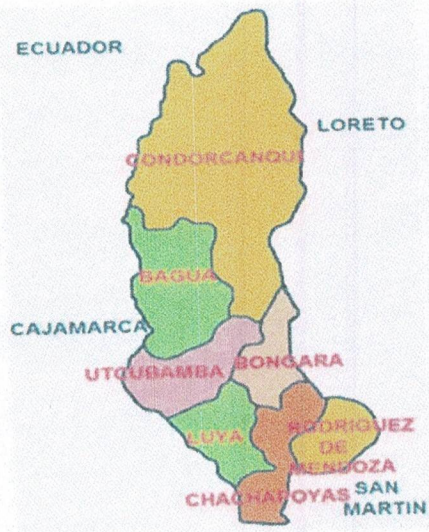 ECUADOR
LORETO
CONDORCANQUI
BAGUA
CAJAMARCA
UTCUBAMBA
BONGARA
LUYA
RODRIGUEZ
DE
MENDOZA
CHACHAPOYAS
SAN
MARTIN